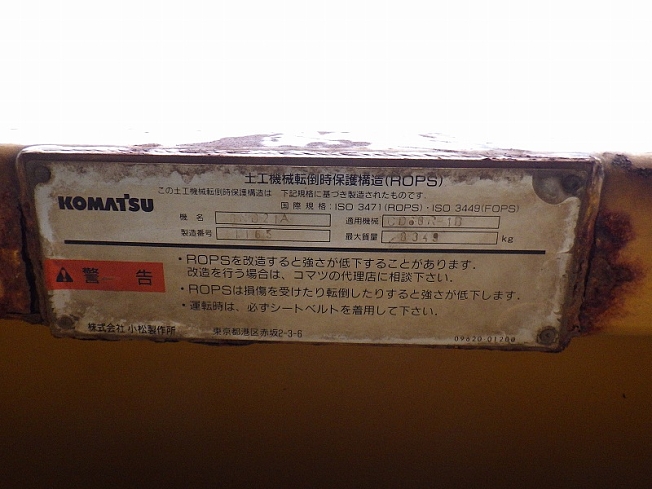 土工機械転倒時保護構造(ROPS)
この土工機械転倒時保護構造は 下記規格に基づき製造されたものです.
国際規格:ISO 3471(ROPS)・ISO 3449(FOPS)
KOMATSU
機名 適用機械 CD60R-1B
製造番号 最大質量 kg
警告
・ROPSを改造すると強さが低下することがあります.
改造を行う場合は、コマツの代理店に相談下さい.
・ROPSは損傷を受けたり転倒したりすると強さが低下します.
・運転時は、必ずシートベルトを着用して下さい.
株式会社 小松製作所 東京都港区赤坂2-3-6
09620-01200